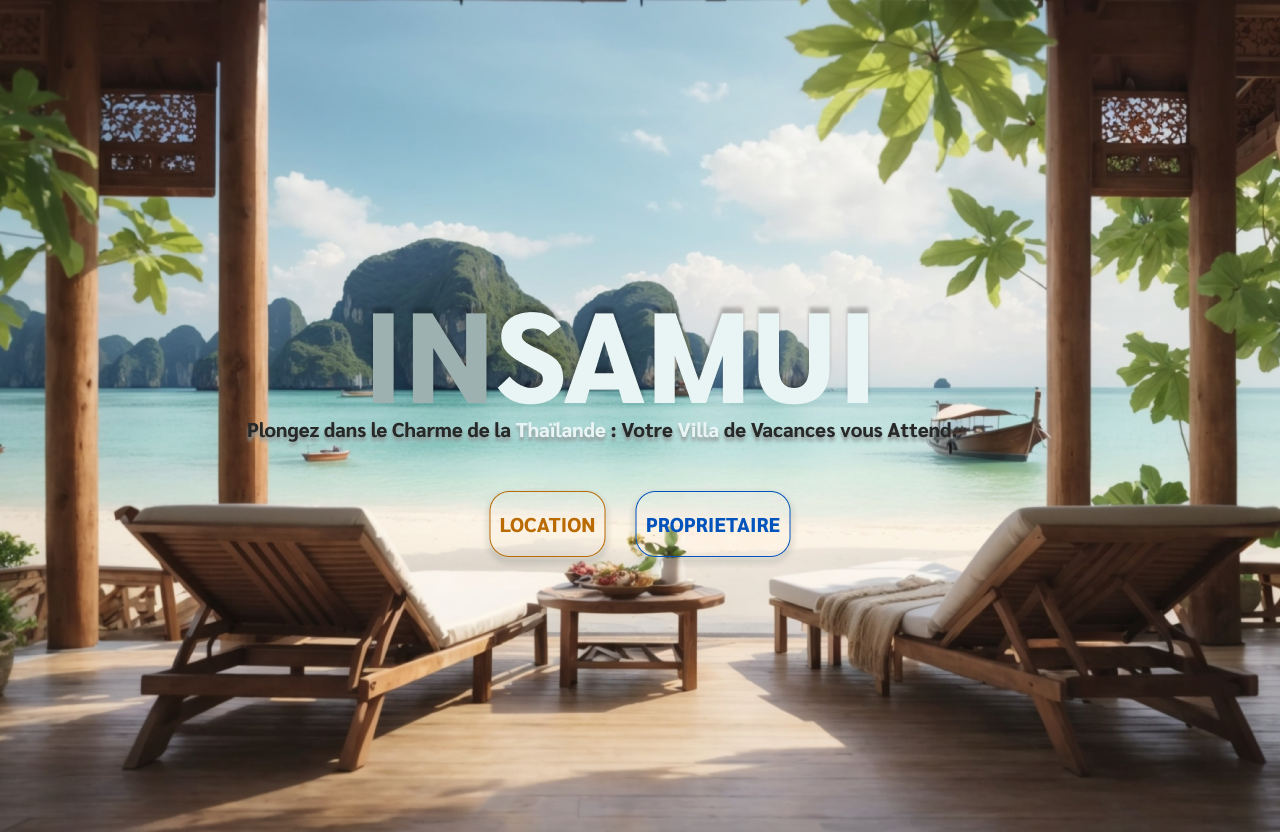 INSAMUI
Plongez dans le Charme de la Thaïlande : Votre Villa de Vacances vous Attend.
LOCATION
PROPRIETAIRE